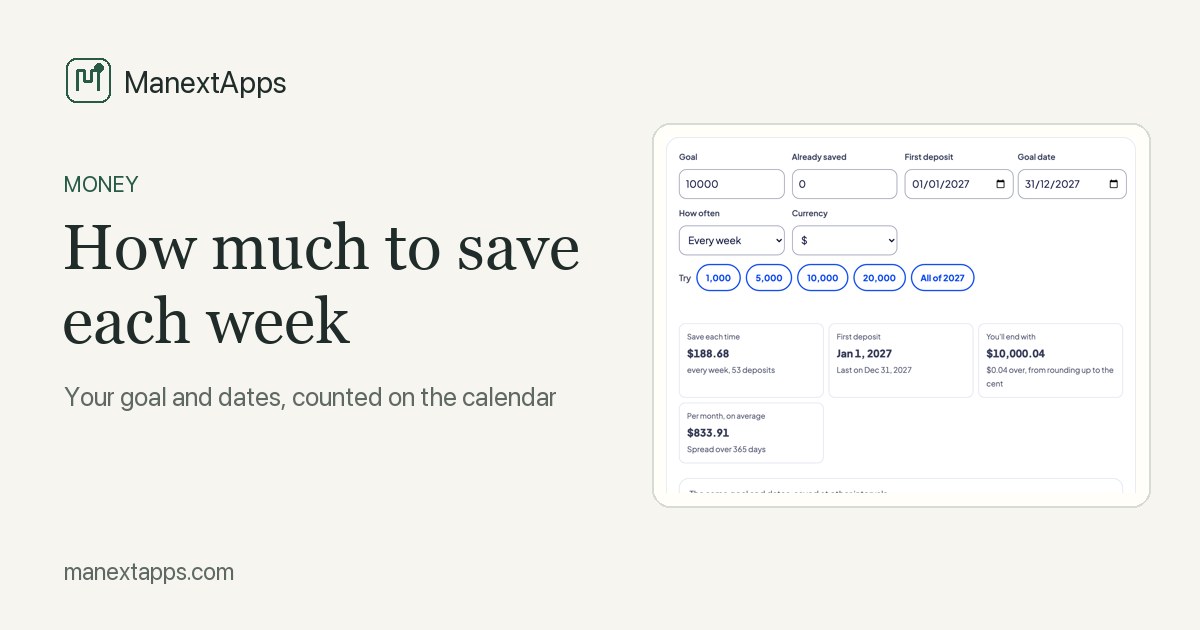 ManextApps
MONEY
How much to save
each week
Your goal and dates, counted on the calendar
manextapps.com
Goal
Already saved
First deposit
Goal date
10000
0
01/01/2027
31/12/2027
How often
Currency
Every week
$
Try
1,000
5,000
10,000
20,000
All of 2027
Save each time
$188.68
every week, 53 deposits
First deposit
Jan 1, 2027
Last on Dec 31, 2027
You'll end with
$10,000.04
$0.04 over, from rounding up to the
cent
Per month, on average
$833.91
Spread over 365 days